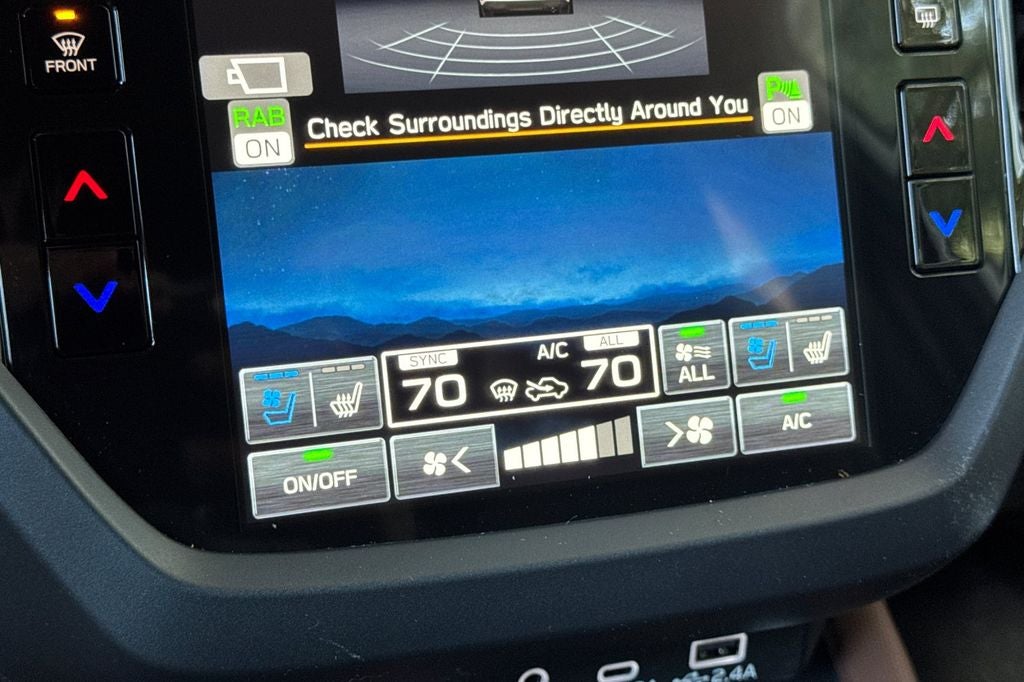 FRONT
RAB
ON
Check Surroundings Directly Around You
P
ON
SYNC
A/C
ALL
70
70
ALL
ON/OFF
A/C
2.4A